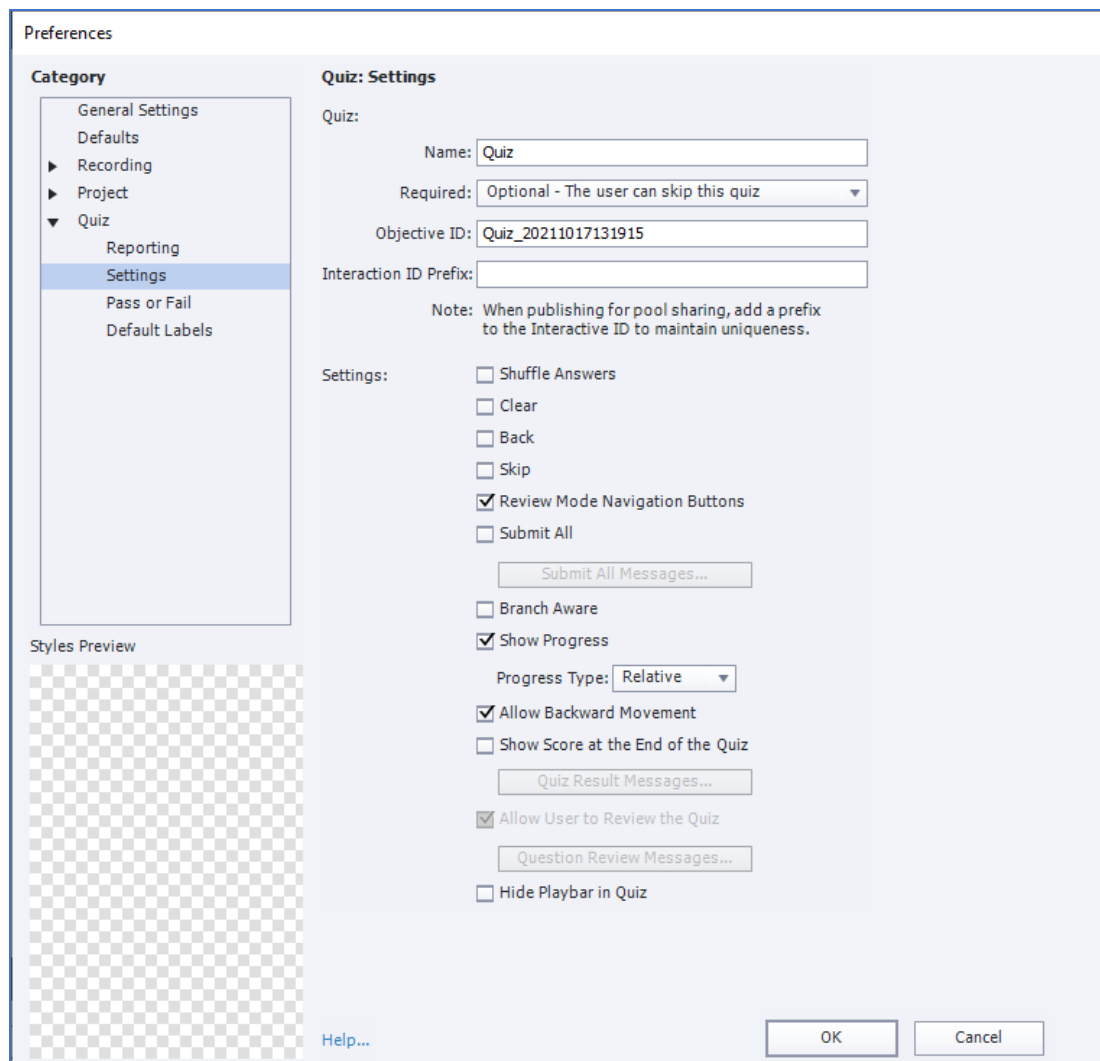 Preferences
Category
General Settings
Defaults
Recording
Project
Quiz
Reporting
Settings
Pass or Fail
Default Labels
Styles Preview
Quiz: Settings
Quiz:
Name: Quiz
Required: Optional - The user can skip this quiz
Objective ID: Quiz_20211017131915
Interaction ID Prefix:
Note: When publishing for pool sharing, add a prefix
to the Interactive ID to maintain uniqueness.
Settings:
Shuffle Answers
Clear
Back
Skip
Review Mode Navigation Buttons
Submit All
Submit All Messages...
Branch Aware
Show Progress
Progress Type: Relative
Allow Backward Movement
Show Score at the End of the Quiz
Quiz Result Messages...
Allow User to Review the Quiz
Question Review Messages...
Hide Playbar in Quiz
Help...
OK
Cancel